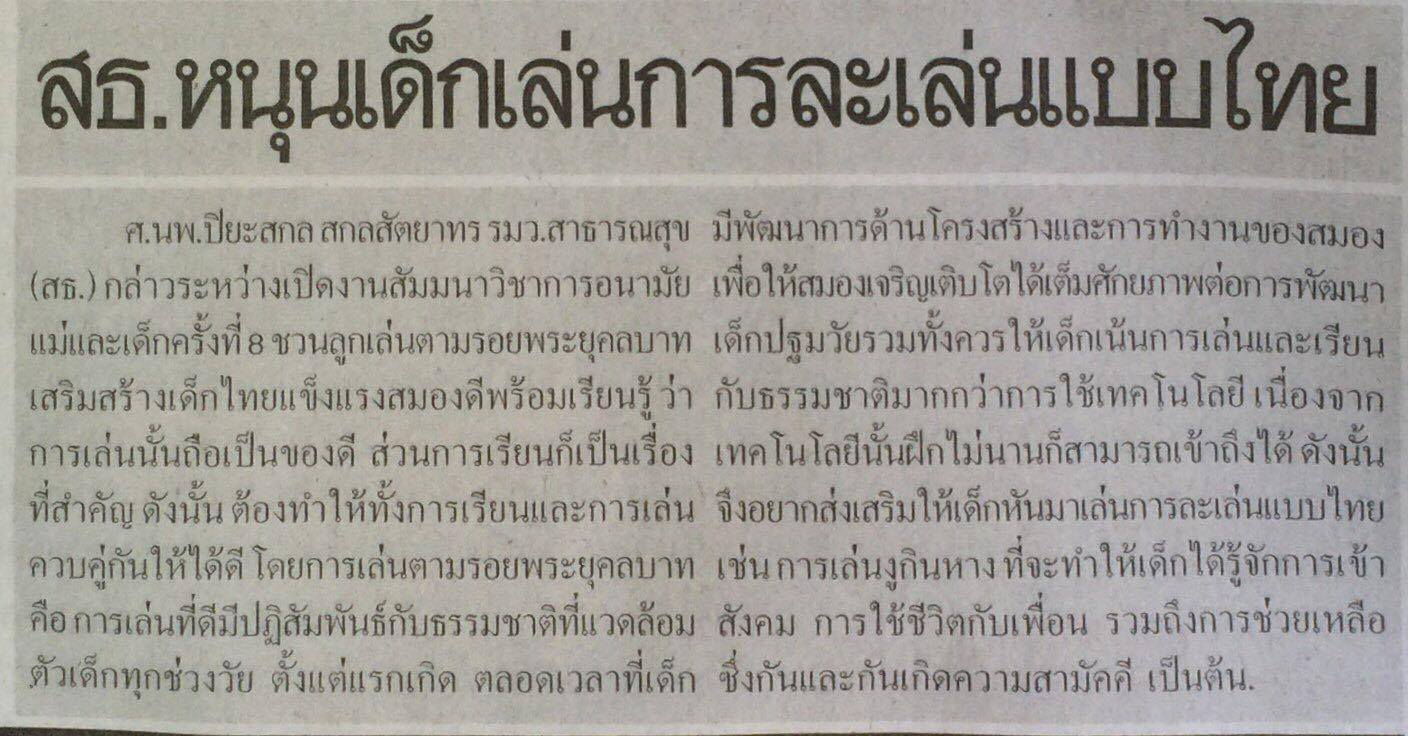 สธ.หนุนเด็กเล่นการละเล่นแบบไทย
ศ.นพ.ปิยะสกล สกลสัตยาทร รมว.สาธารณสุข
(สธ.) กล่าวระหว่างเปิดงานสัมมนาวิชาการอนามัย
แม่และเด็กครั้งที่ 8 ชวนลูกเล่นตามรอยพระยุคลบาท
เสริมสร้างเด็กไทยแข็งแรงสมองดีพร้อมเรียนรู้ ว่า
การเล่นนั้นถือเป็นของดี ส่วนการเรียนก็เป็นเรื่อง
ที่สำคัญ ดังนั้น ต้องทำให้ทั้งการเรียนและการเล่น
ควบคู่กันให้ได้ดี โดยการเล่นตามรอยพระยุคลบาท
คือ การเล่นที่ดีมีปฏิสัมพันธ์กับธรรมชาติที่แวดล้อม
ตัวเด็กทุกช่วงวัย ตั้งแต่แรกเกิด ตลอดเวลาที่เด็ก
มีพัฒนาการด้านโครงสร้างและการทำงานของสมอง
เพื่อให้สมองเจริญเติบโตได้เต็มศักยภาพต่อการพัฒนา
เด็กปฐมวัยรวมทั้งควรให้เด็กเน้นการเล่นและเรียน
กับธรรมชาติมากกว่าการใช้เทคโนโลยี เนื่องจาก
เทคโนโลยีนั้นฝึกไม่นานก็สามารถเข้าถึงได้ ดังนั้น
จึงอยากส่งเสริมให้เด็กหันมาเล่นการละเล่นแบบไทย
เช่น การเล่นงูกินหาง ที่จะทำให้เด็กได้รู้จักการเข้า
สังคม การใช้ชีวิตกับเพื่อน รวมถึงการช่วยเหลือ
ซึ่งกันและกันเกิดความสามัคคี เป็นต้น.